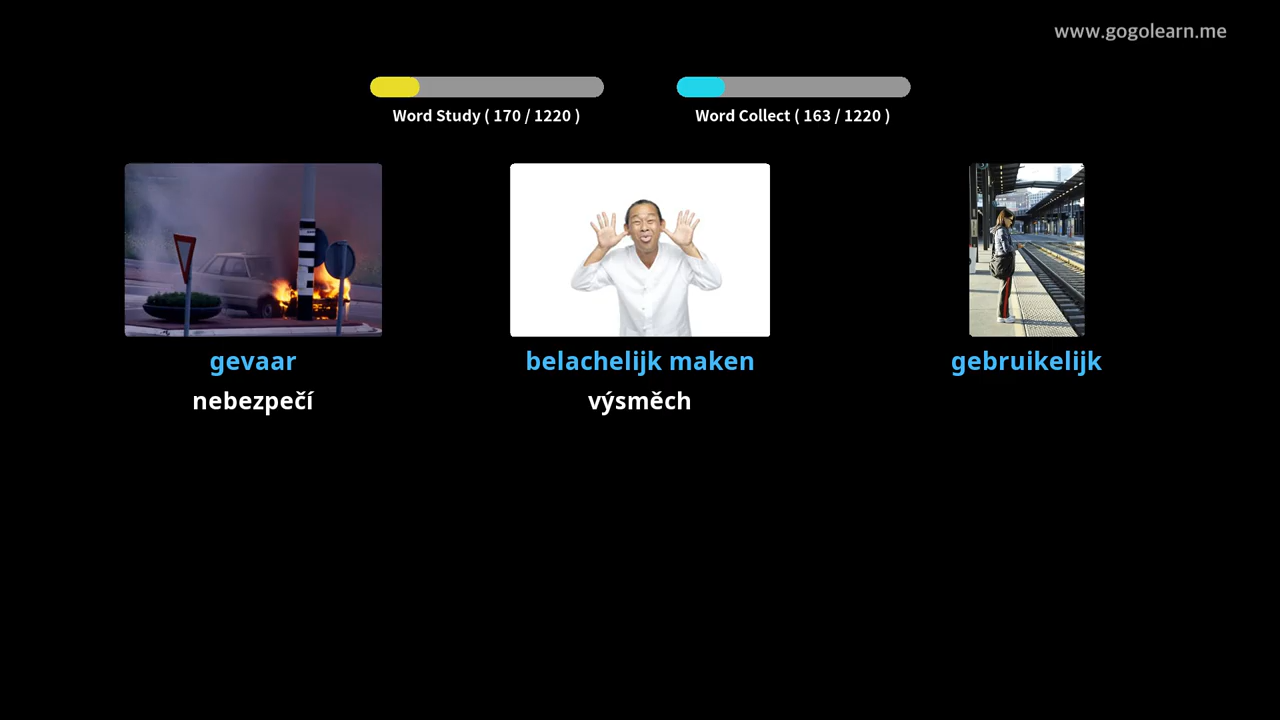 www.gogolearn.me
Word Study ( 170 / 1220 )
Word Collect ( 163 / 1220 )
gevaar
belachelijk maken
gebruikelijk
nebezpečí
výsměch